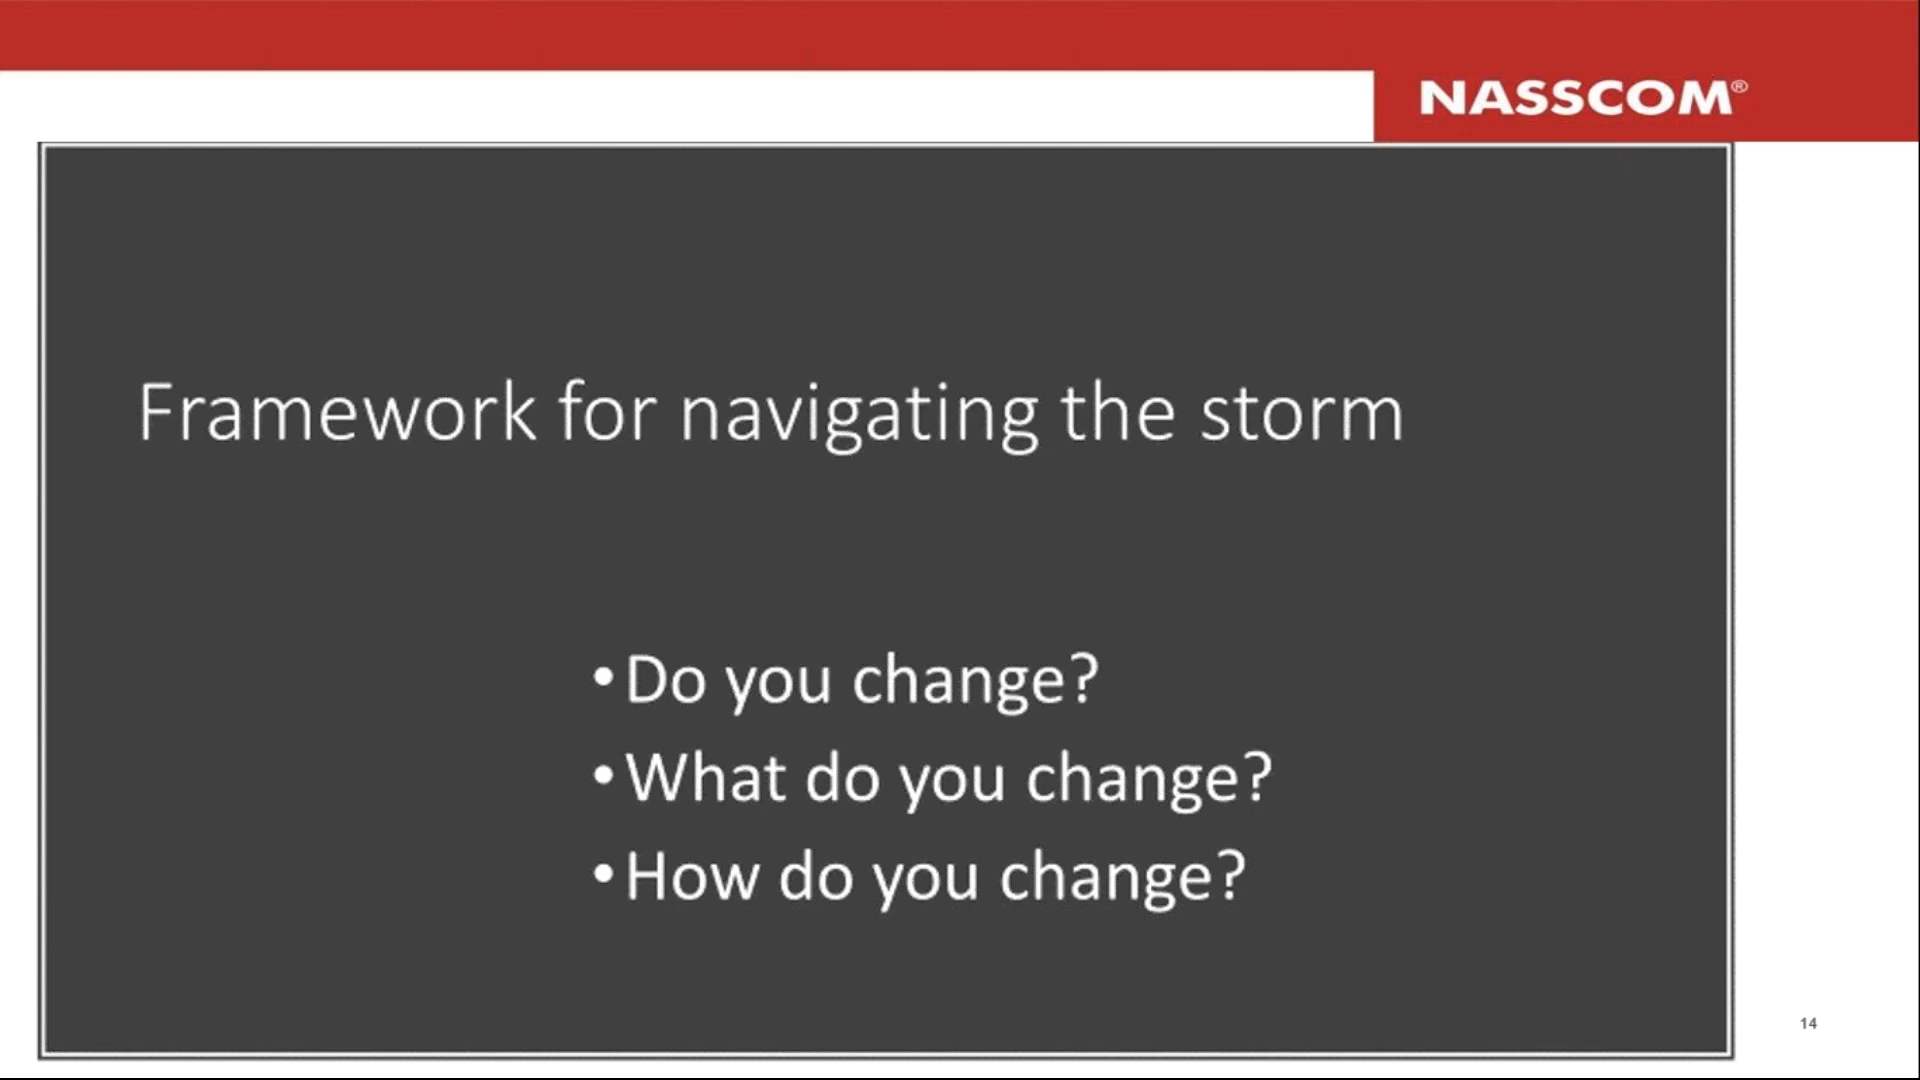 NASSCOM®
Framework for navigating the storm
•Do you change?
•What do you change?
•How do you change?
14